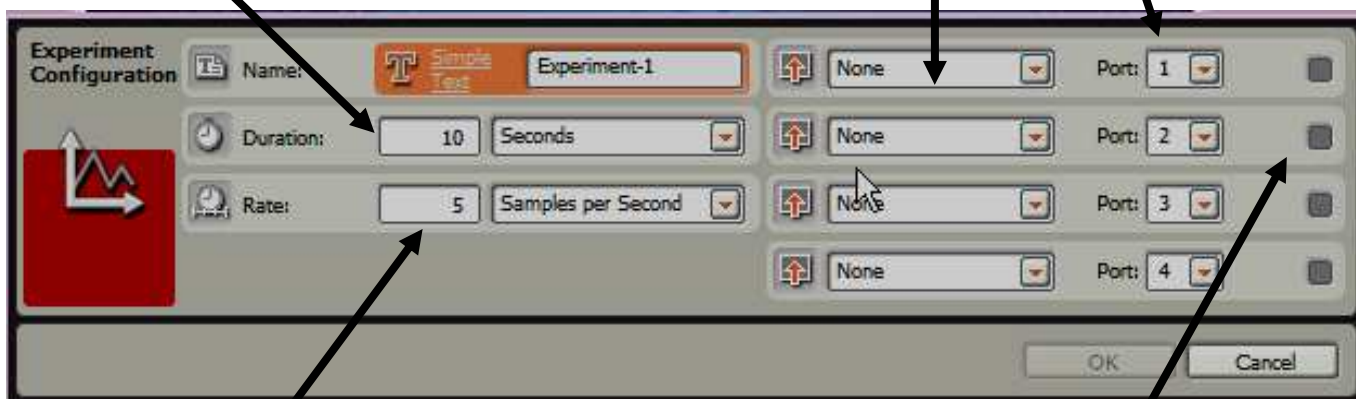 Experiment
Configuration
Name:
Simple
Text
Experiment-1
Duration:
10
Seconds
Rate:
5
Samples per Second
None
Port: 1
None
Port: 2
None
Port: 3
None
Port: 4
OK
Cancel